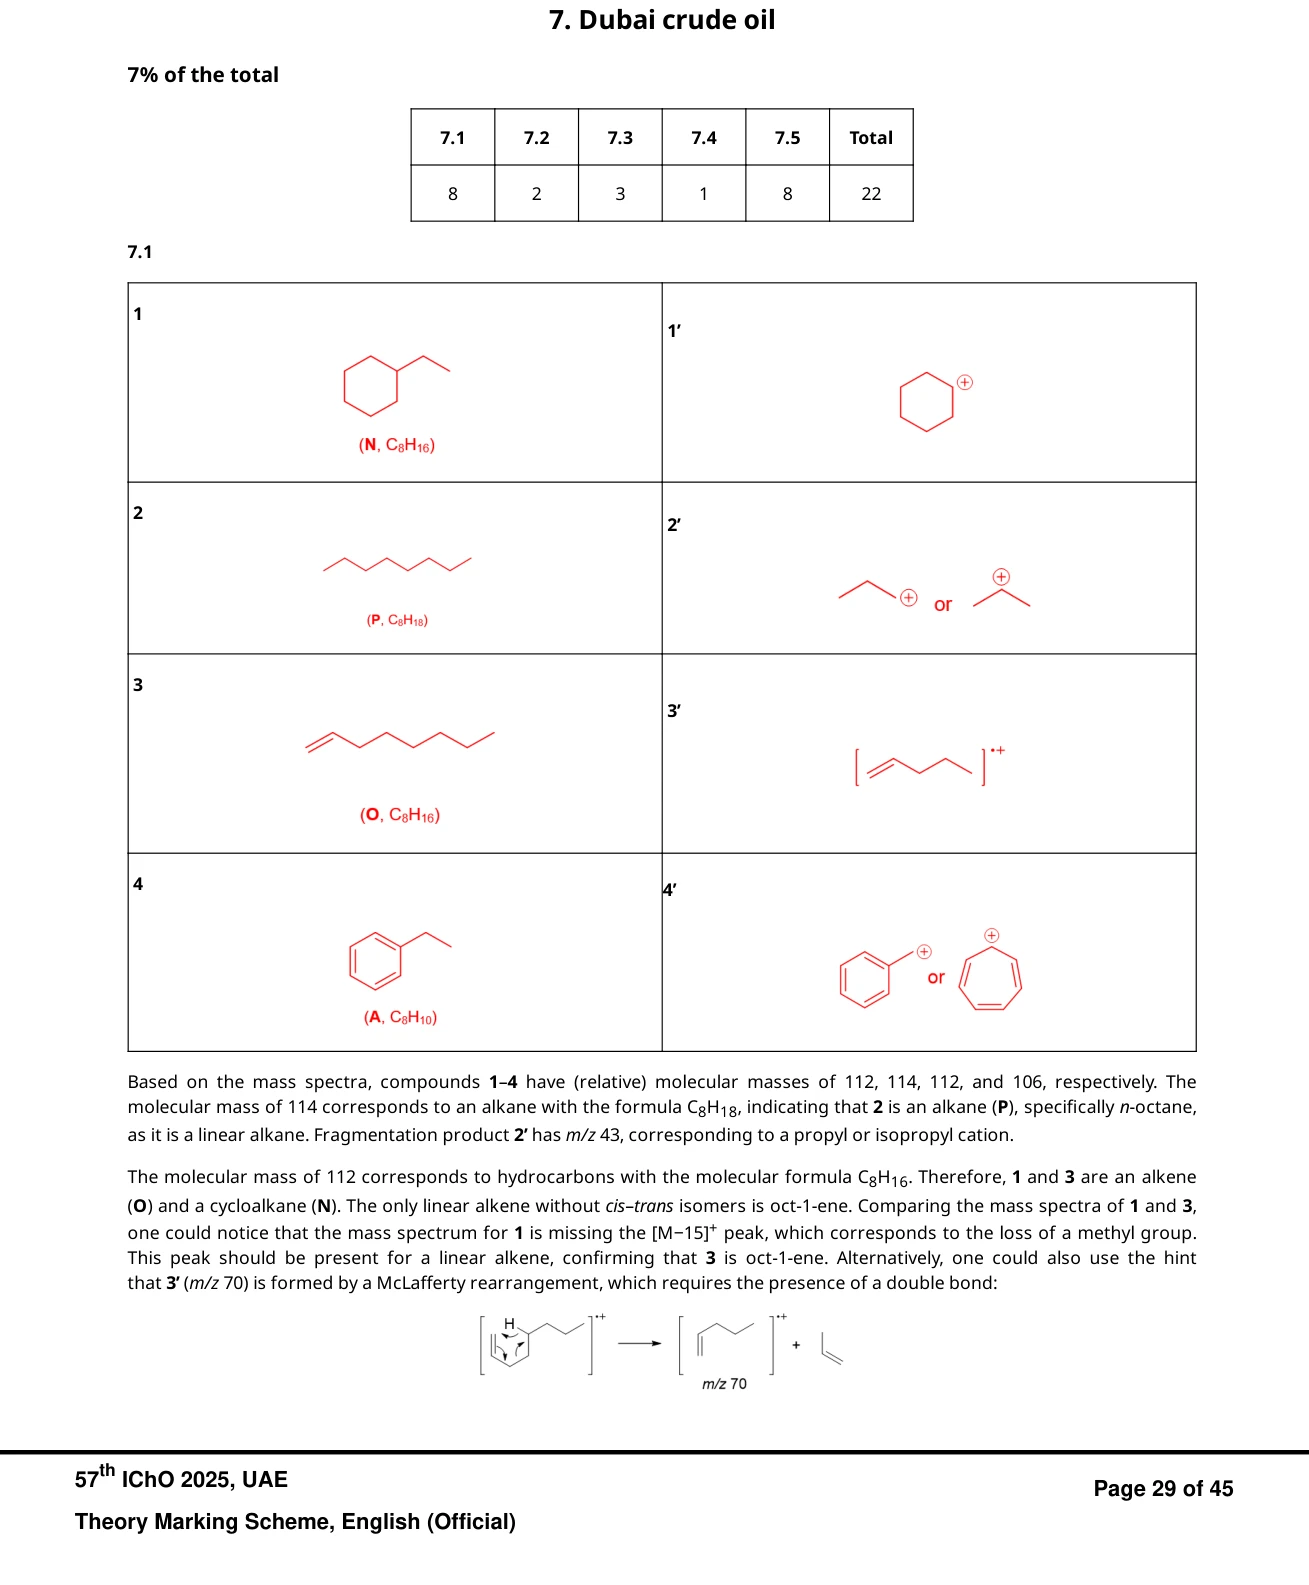 7. Dubai crude oil
7% of the total
7.1 7.2 7.3 7.4 7.5 Total
8 2 3 1 8 22
7.1
1
(N, C₈H₁₆)
1′
⊕
2
(P, C₈H₁₈)
2′
⊕ or ⊕
3
(O, C₈H₁₆)
3′
[ ]•+
4
(A, C₈H₁₀)
4′
⊕ or ⊕
Based on the mass spectra, compounds 1–4 have (relative) molecular masses of 112, 114, 112, and 106, respectively. The
molecular mass of 114 corresponds to an alkane with the formula C₈H₁₈, indicating that 2 is an alkane (P), specifically n-octane,
as it is a linear alkane. Fragmentation product 2′ has m/z 43, corresponding to a propyl or isopropyl cation.
The molecular mass of 112 corresponds to hydrocarbons with the molecular formula C₈H₁₆. Therefore, 1 and 3 are an alkene
(O) and a cycloalkane (N). The only linear alkene without cis–trans isomers is oct-1-ene. Comparing the mass spectra of 1 and 3,
one could notice that the mass spectrum for 1 is missing the [M−15]⁺ peak, which corresponds to the loss of a methyl group.
This peak should be present for a linear alkene, confirming that 3 is oct-1-ene. Alternatively, one could also use the hint
that 3′ (m/z 70) is formed by a McLafferty rearrangement, which requires the presence of a double bond:
[ H ]•+ [ ]•+ +
m/z 70
57th IChO 2025, UAE
Page 29 of 45
Theory Marking Scheme, English (Official)